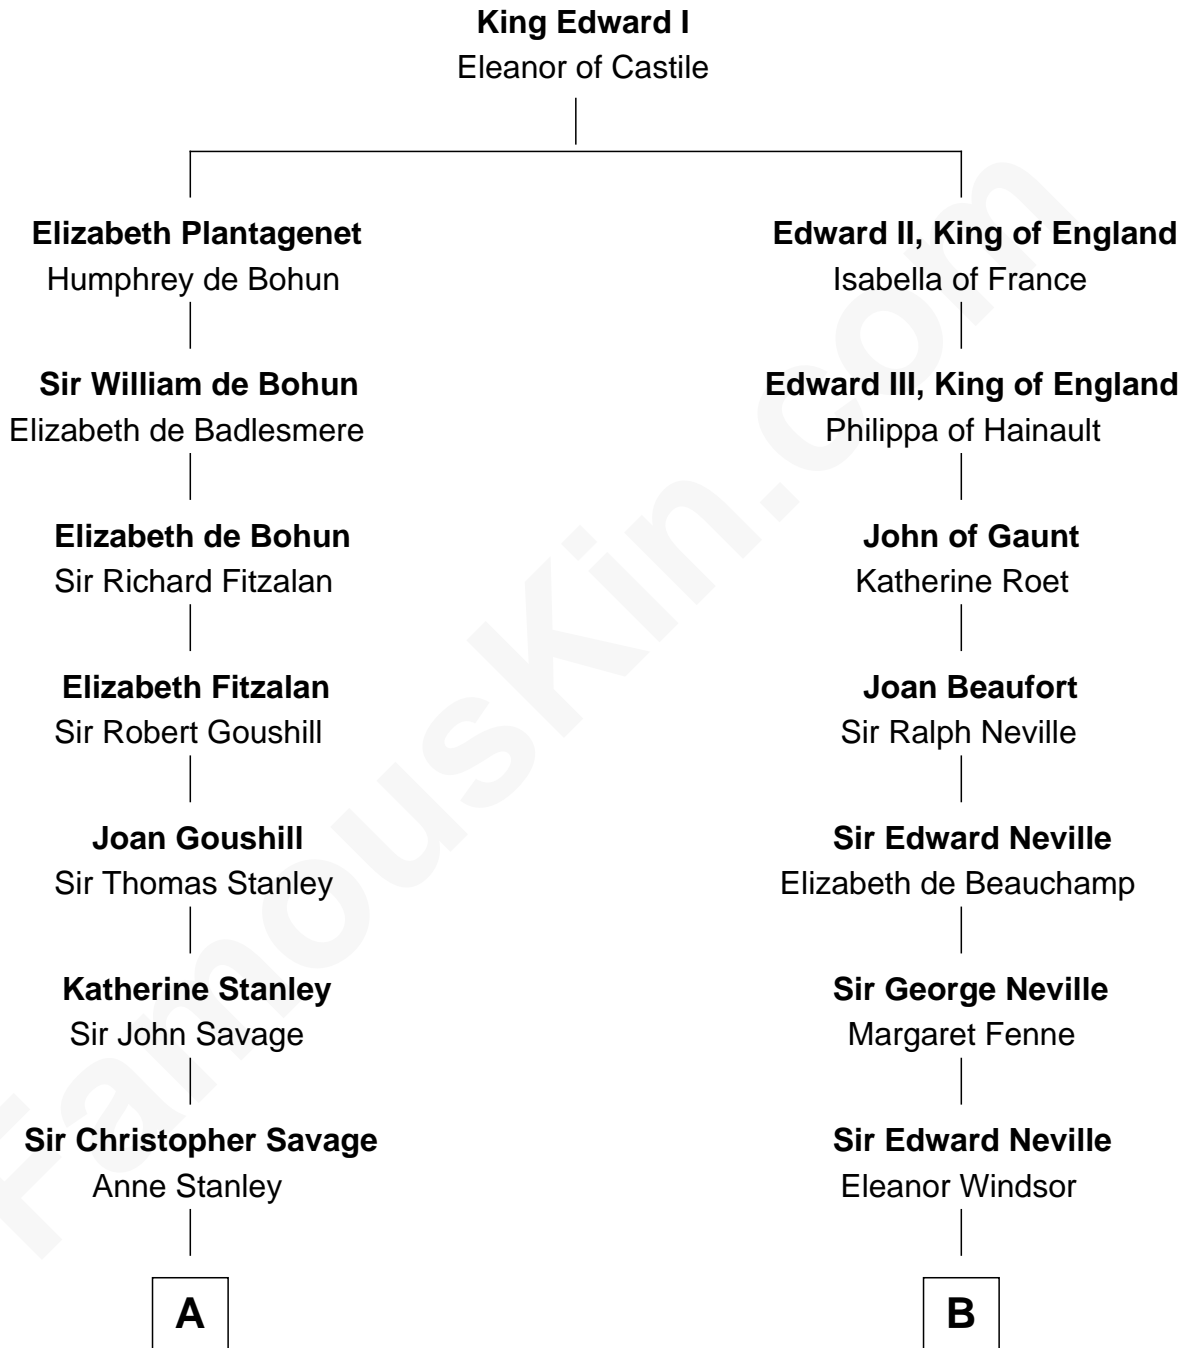 King Edward I
Eleanor of Castile
Elizabeth Plantagenet
Humphrey de Bohun
Edward II, King of England
Isabella of France
Sir William de Bohun
Elizabeth de Badlesmere
Edward III, King of England
Philippa of Hainault
Elizabeth de Bohun
Sir Richard Fitzalan
John of Gaunt
Katherine Roet
Elizabeth Fitzalan
Sir Robert Goushill
Joan Beaufort
Sir Ralph Neville
Joan Goushill
Sir Thomas Stanley
Sir Edward Neville
Elizabeth de Beauchamp
Katherine Stanley
Sir John Savage
Sir George Neville
Margaret Fenne
Sir Christopher Savage
Anne Stanley
Sir Edward Neville
Eleanor Windsor
A
B
FamousKin.com